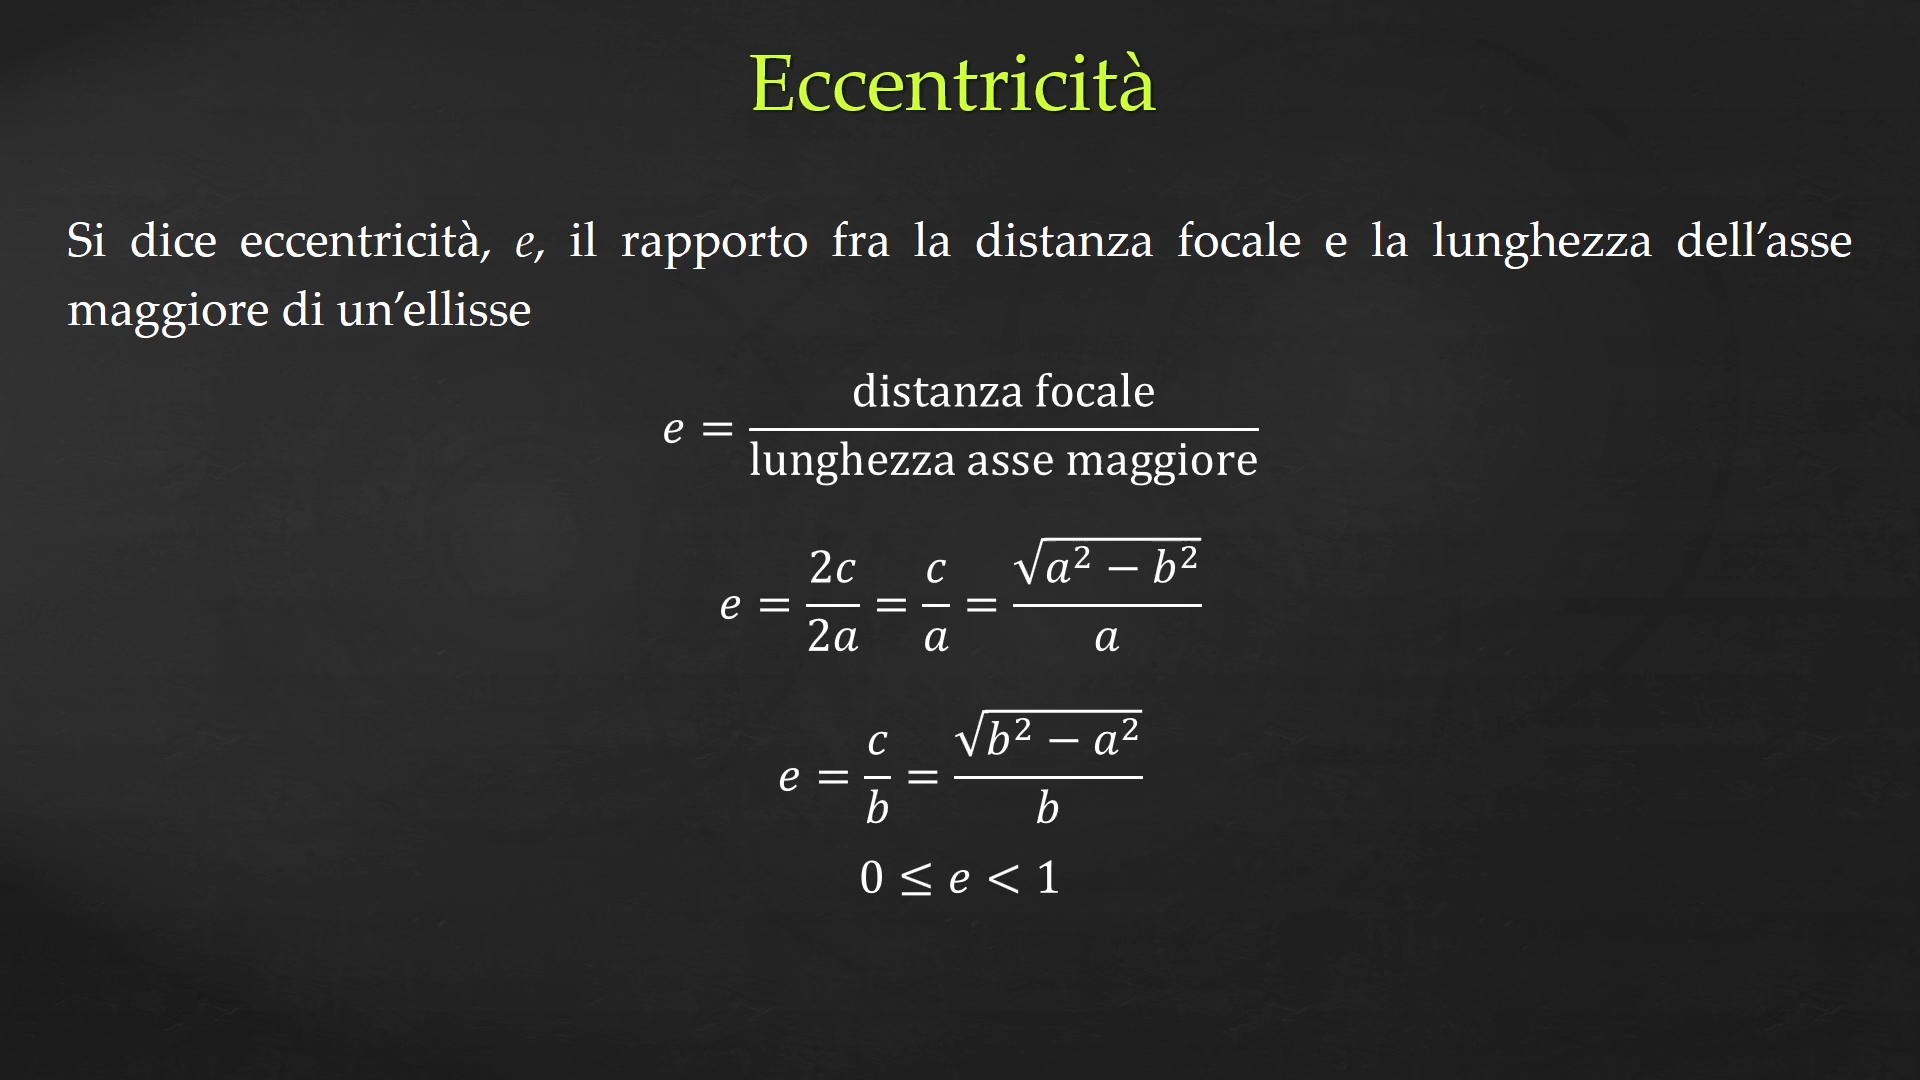 Eccentricità
Si dice eccentricità, e, il rapporto fra la distanza focale e la lunghezza dell’asse
maggiore di un’ellisse
e = distanza focale / lunghezza asse maggiore
e = 2c/2a = c/a = √(a² − b²)/a
e = c/b = √(b² − a²)/b
0 ≤ e < 1